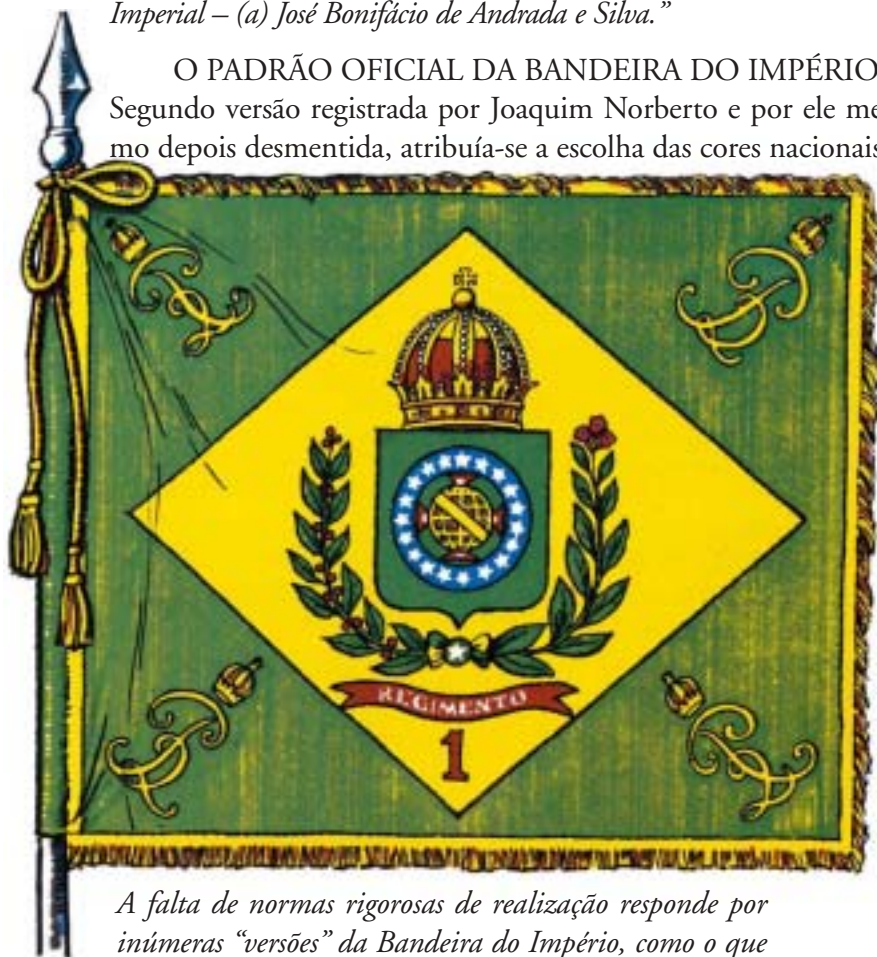 Imperial – (a) José Bonifácio de Andrada e Silva.”
O PADRÃO OFICIAL DA BANDEIRA DO IMPÉRIO
Segundo versão registrada por Joaquim Norberto e por ele me
mo depois desmentida, atribuía-se a escolha das cores nacionais
REGIMENTO
1
A falta de normas rigorosas de realização responde por
inúmeras “versões” da Bandeira do Império, como o que